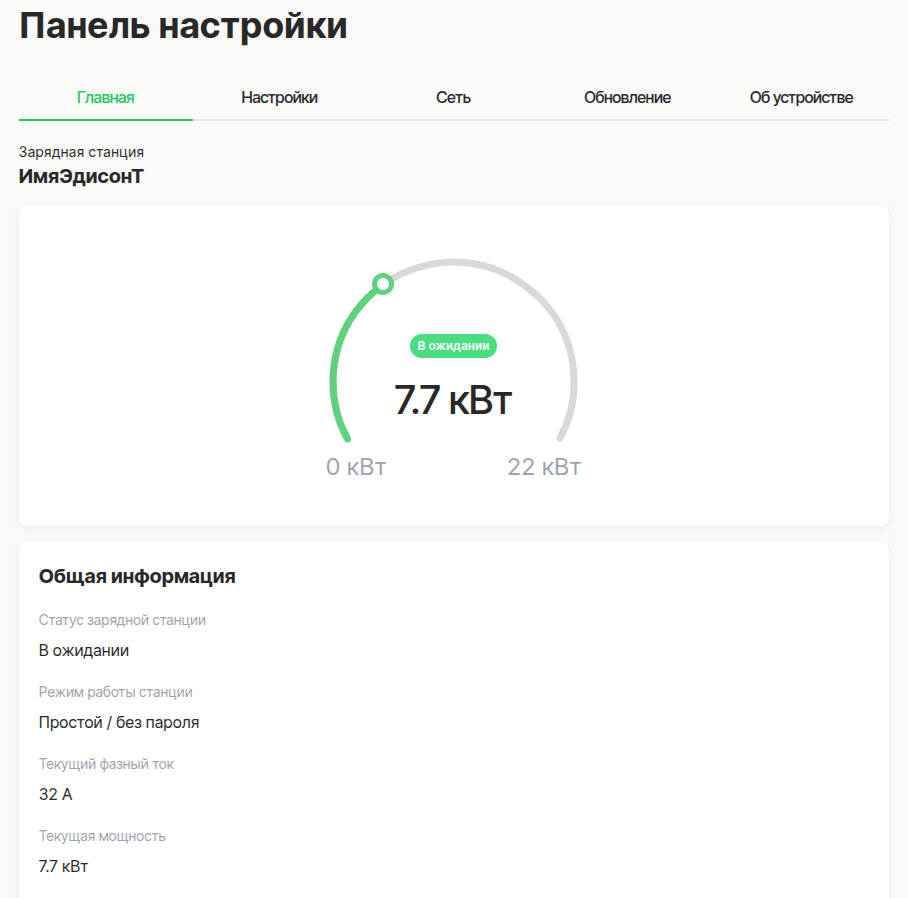 Панель настройки
Главная Настройки Сеть Обновление Об устройстве
Зарядная станция
ИмяЭдисонТ
В ожидании
7.7 кВт
0 кВт 22 кВт
Общая информация
Статус зарядной станции
В ожидании
Режим работы станции
Простой / без пароля
Текущий фазный ток
32 А
Текущая мощность
7.7 кВт